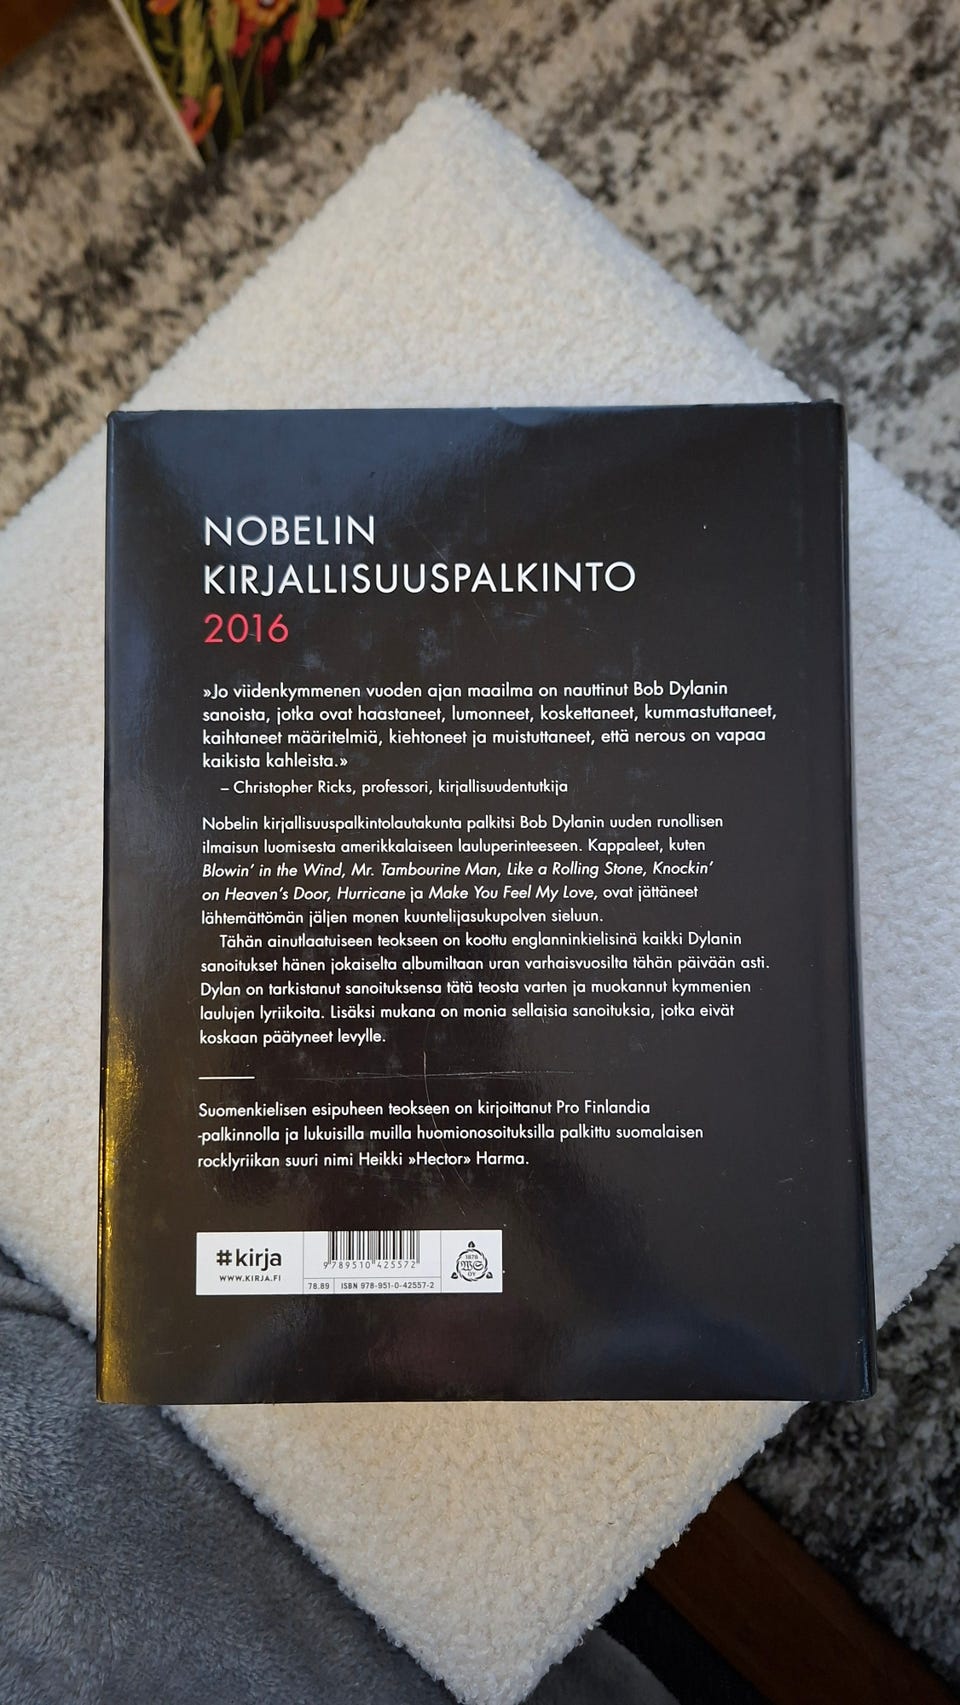 NOBELIN
KIRJALLISUUSPALKINTO
2016
»Jo viidenkymmenen vuoden ajan maailma on nauttinut Bob Dylanin
sanoista, jotka ovat haastaneet, lumonneet, koskettaneet, kummastuttaneet,
kaihtaneet määritelmiä, kiehtoneet ja muistuttaneet, että nerous on vapaa
kaikista kahleista.»
– Christopher Ricks, professori, kirjallisuudentutkija
Nobelin kirjallisuuspalkintolautakunta palkitsi Bob Dylanin uuden runollisen
ilmaisun luomisesta amerikkalaiseen lauluperinteeseen. Kappaleet, kuten
Blowin’ in the Wind, Mr. Tambourine Man, Like a Rolling Stone, Knockin’
on Heaven’s Door, Hurricane ja Make You Feel My Love, ovat jättäneet
lähtemättömän jäljen monen kuuntelijasukupolven sieluun.
Tähän ainutlaatuiseen teokseen on koottu englanninkielisinä kaikki Dylanin
sanoitukset hänen jokaiselta albumiltaan uran varhaisvuosilta tähän päivään asti.
Dylan on tarkistanut sanoituksensa tätä teosta varten ja muokannut kymmenien
laulujen lyriikoita. Lisäksi mukana on monia sellaisia sanoituksia, jotka eivät
koskaan päätyneet levylle.
Suomenkielisen esipuheen teokseen on kirjoittanut Pro Finlandia
-palkinnolla ja lukuisilla muilla huomionosoituksilla palkittu suomalaisen
rocklyriikan suuri nimi Heikki »Hector» Harma.
#kirja
WWW.KIRJA.FI
9 789510 425572
78.89 ISBN 978-951-0-42557-2
1878
WS
OY